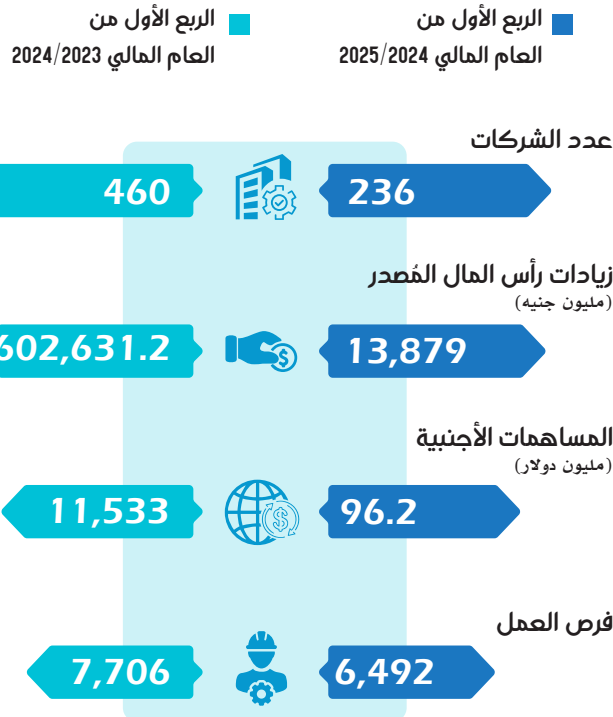 الربع الأول من
العام المالي 2025/2024
الربع الأول من
العام المالي 2024/2023
عدد الشركات
236
460
زيادات رأس المال المُصدر
(مليون جنيه)
13,879
602,631.2
المساهمات الأجنبية
(مليون دولار)
96.2
11,533
فرص العمل
6,492
7,706